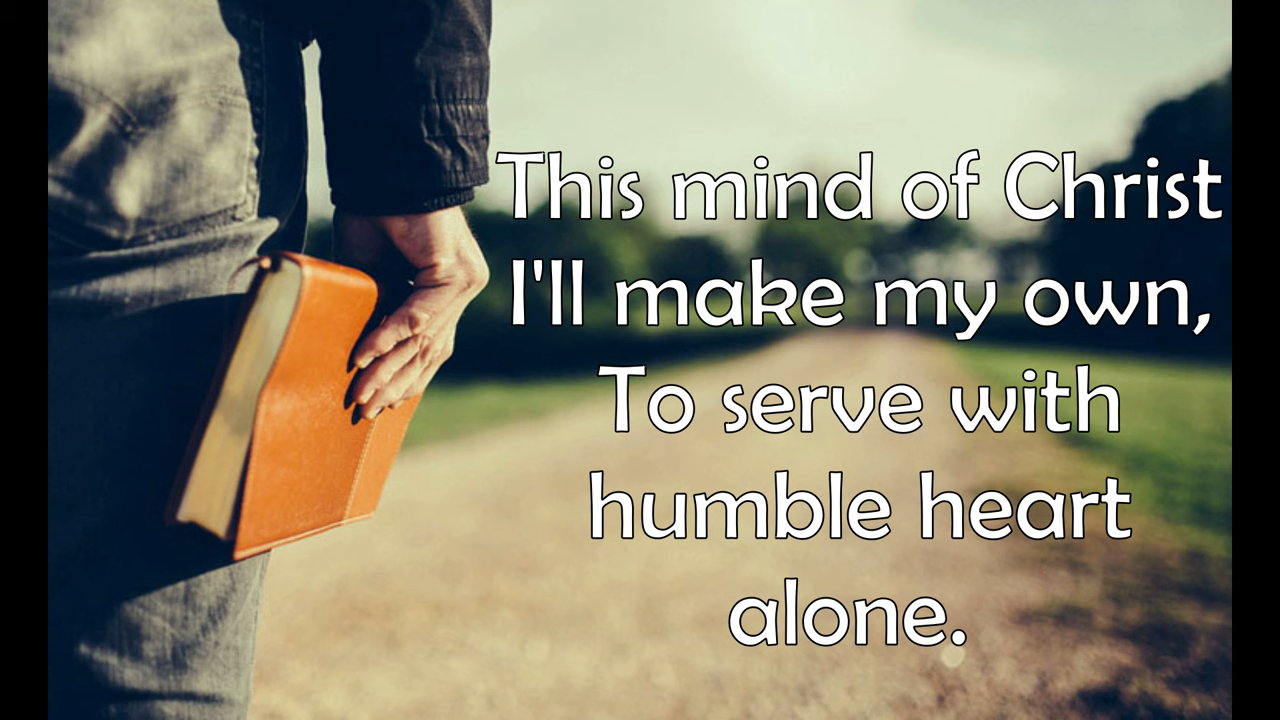 This mind of Christ
I'll make my own,
To serve with
humble heart
alone.